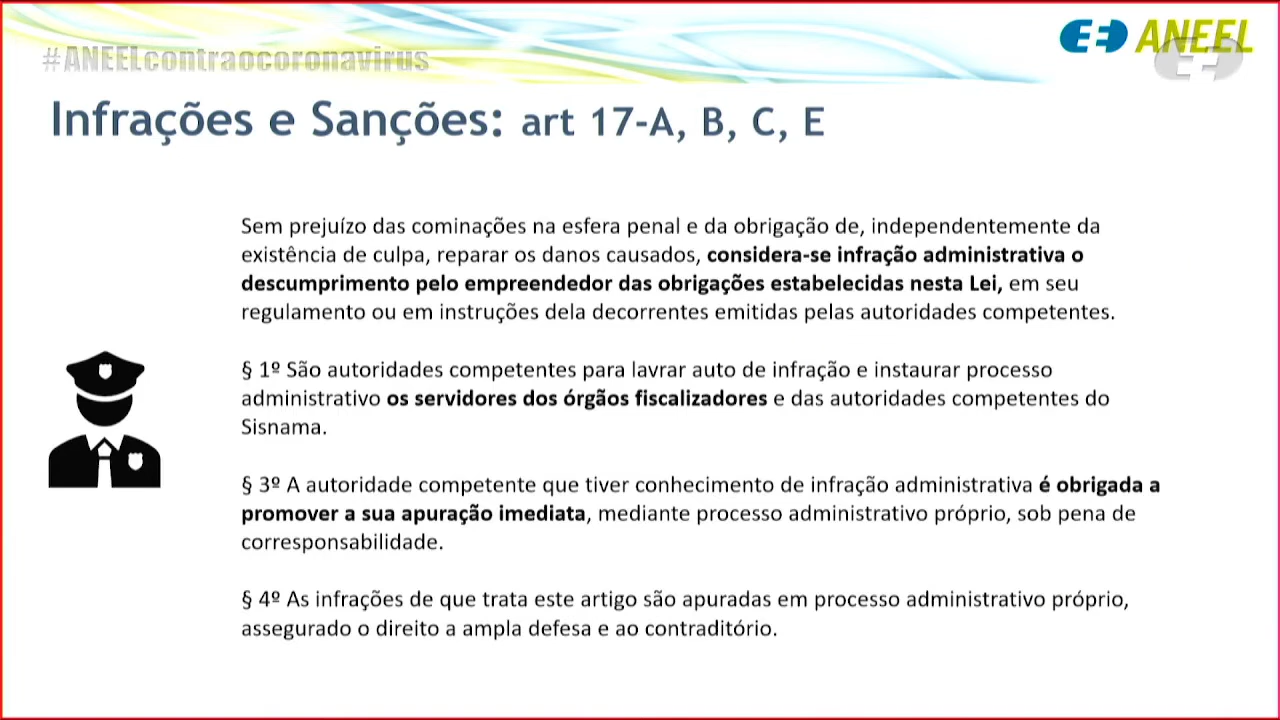 #ANEELcontraocoronavirus
ANEEL
Infrações e Sanções: art 17-A, B, C, E
Sem prejuízo das cominações na esfera penal e da obrigação de, independentemente da
existência de culpa, reparar os danos causados, considera-se infração administrativa o
descumprimento pelo empreendedor das obrigações estabelecidas nesta Lei, em seu
regulamento ou em instruções dela decorrentes emitidas pelas autoridades competentes.
§ 1º São autoridades competentes para lavrar auto de infração e instaurar processo
administrativo os servidores dos órgãos fiscalizadores e das autoridades competentes do
Sisnama.
§ 3º A autoridade competente que tiver conhecimento de infração administrativa é obrigada a
promover a sua apuração imediata, mediante processo administrativo próprio, sob pena de
corresponsabilidade.
§ 4º As infrações de que trata este artigo são apuradas em processo administrativo próprio,
assegurado o direito a ampla defesa e ao contraditório.